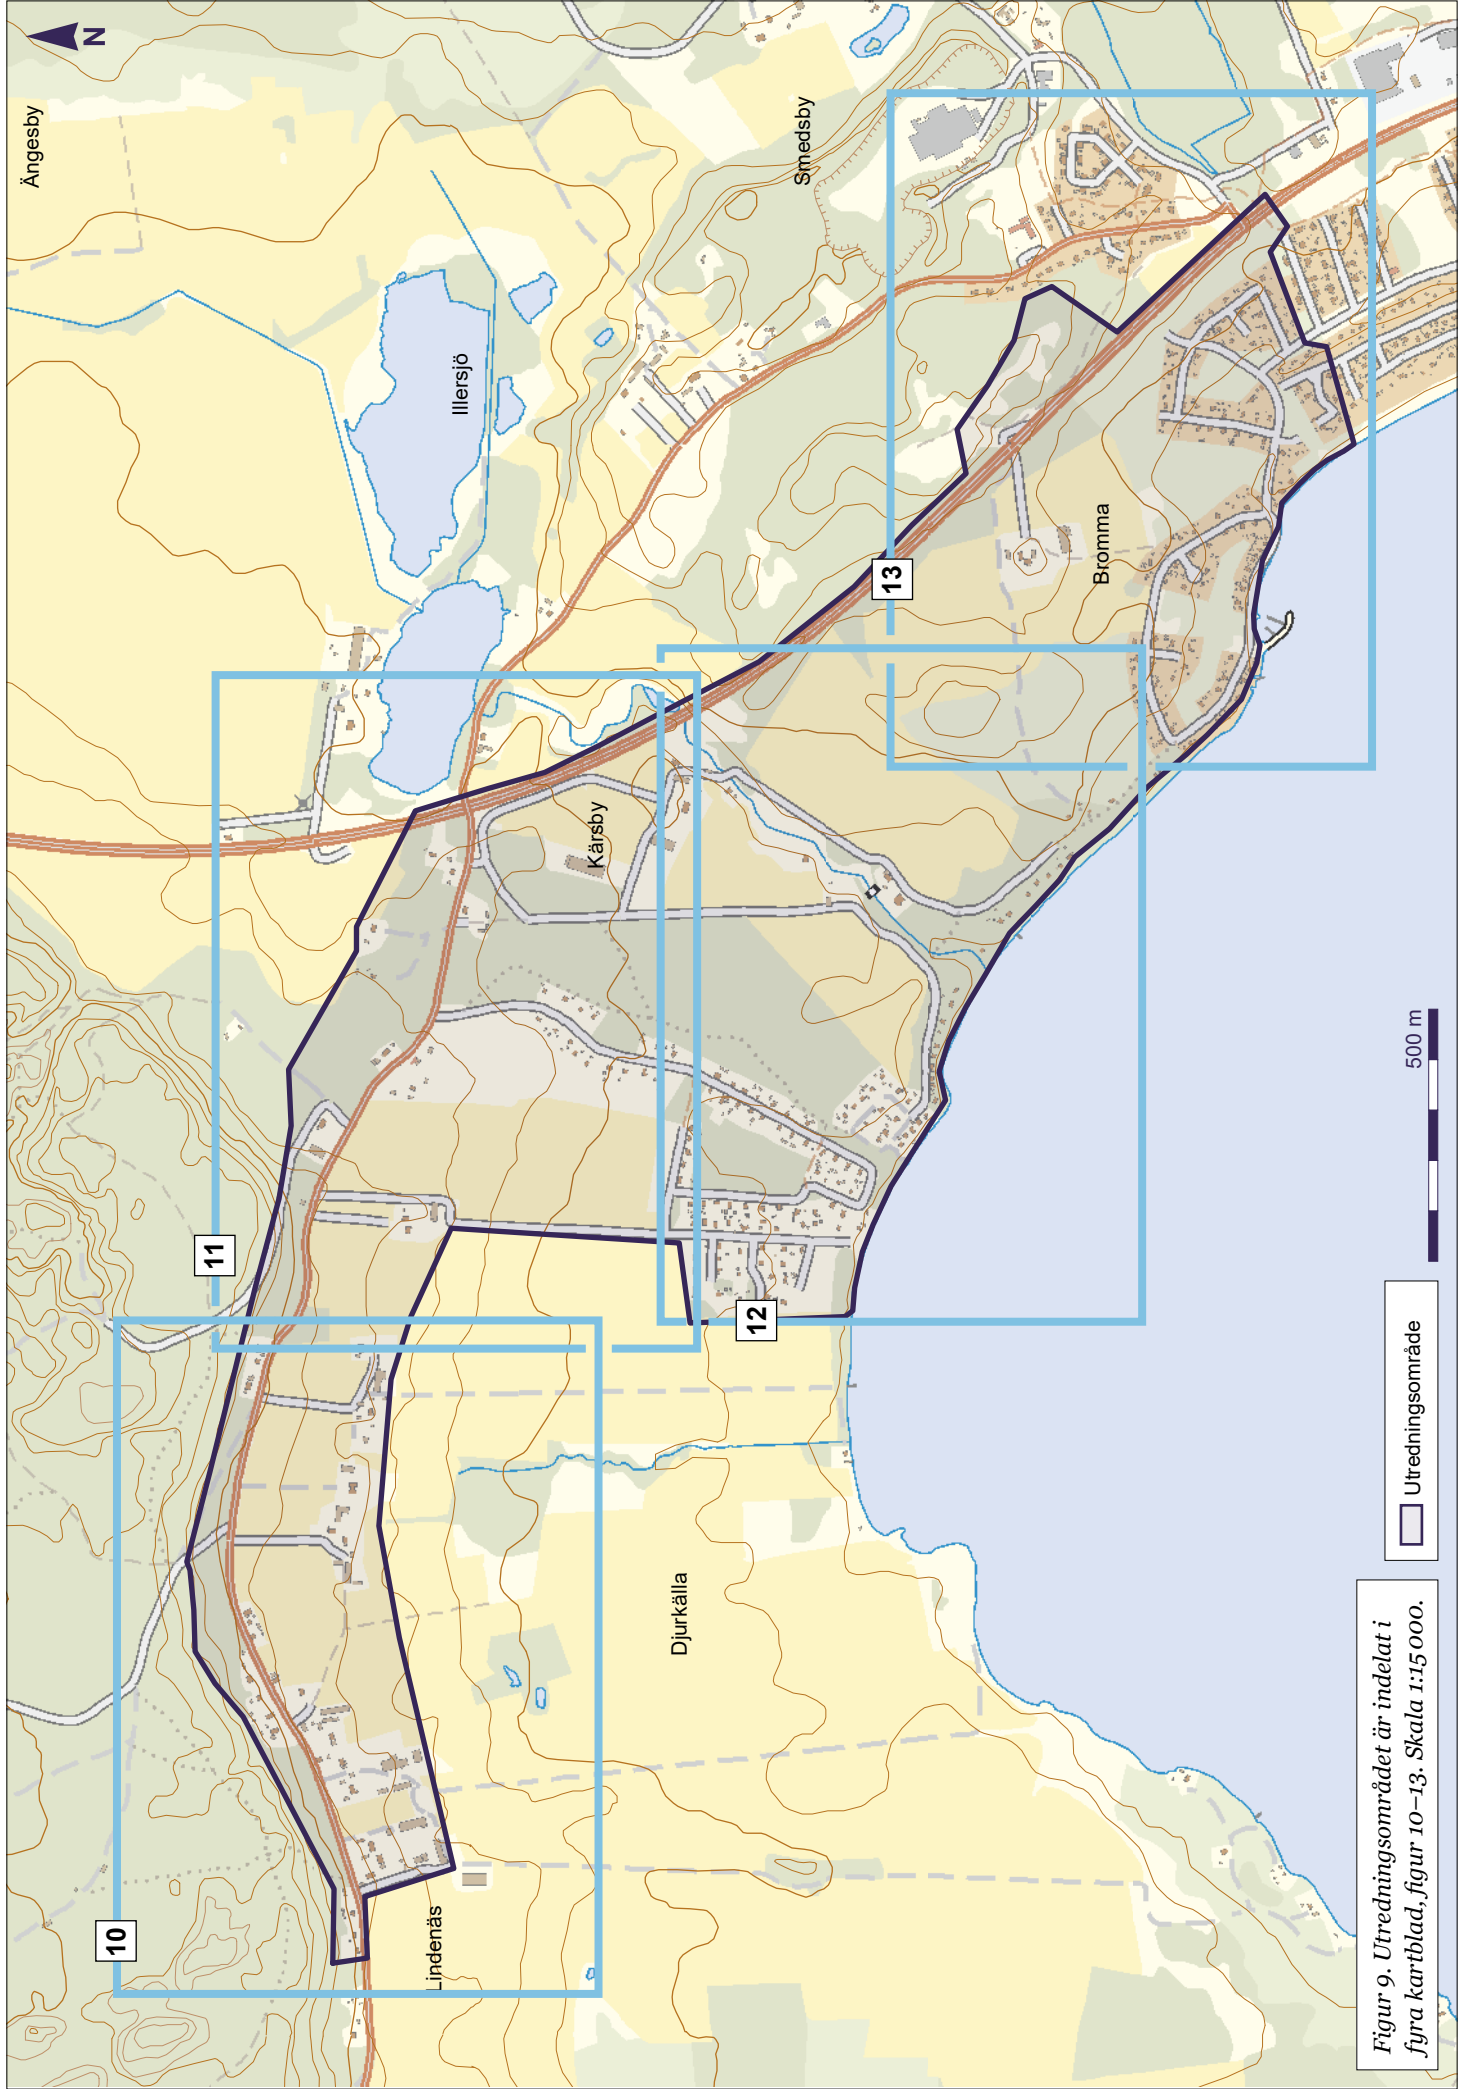 N
Ängesby
Smedsby
Illersjö
13
Bromma
Kärsby
11
12
10
Djurkälla
Lindenäs
500 m
Utredningsområde
Figur 9. Utredningsområdet är indelat i
fyra kartblad, figur 10–13. Skala 1:15 000.